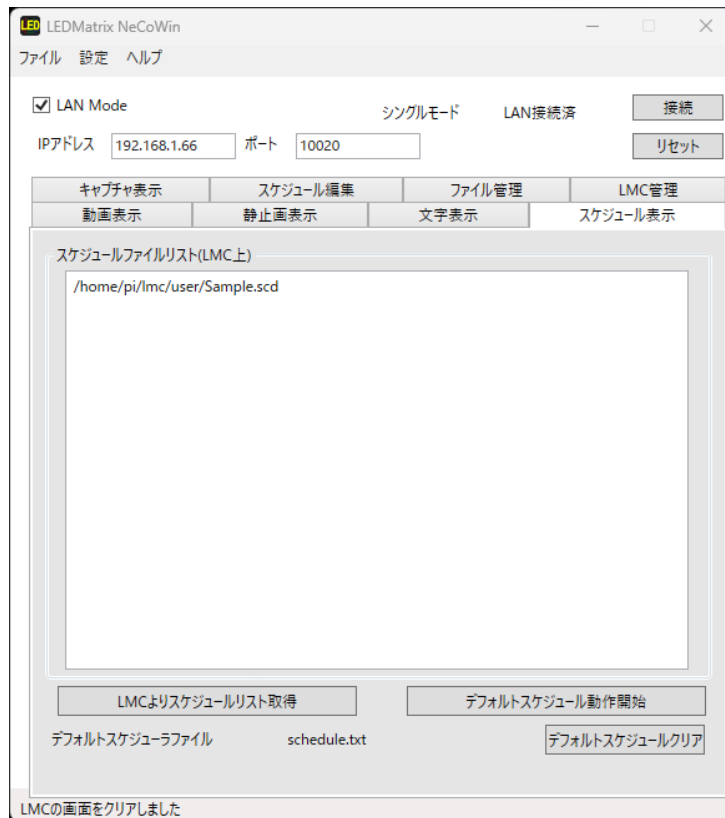 LED LEDMatrix NeCoWin
ファイル 設定 ヘルプ
LAN Mode シングルモード LAN接続済 接続
IPアドレス 192.168.1.66 ポート 10020 リセット
キャプチャ表示 スケジュール編集 ファイル管理 LMC管理
動画表示 静止画表示 文字表示 スケジュール表示
スケジュールファイルリスト(LMC上)
/home/pi/lmc/user/Sample.scd
LMCよりスケジュールリスト取得 デフォルトスケジュール動作開始
デフォルトスケジューラファイル schedule.txt デフォルトスケジュールクリア
LMCの画面をクリアしました